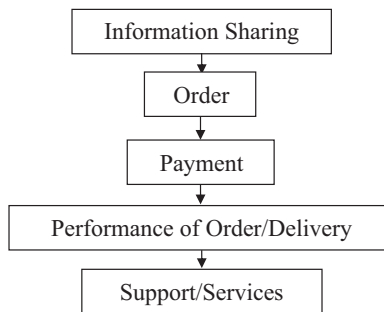 Information Sharing
Order
Payment
Performance of Order/Delivery
Support/Services